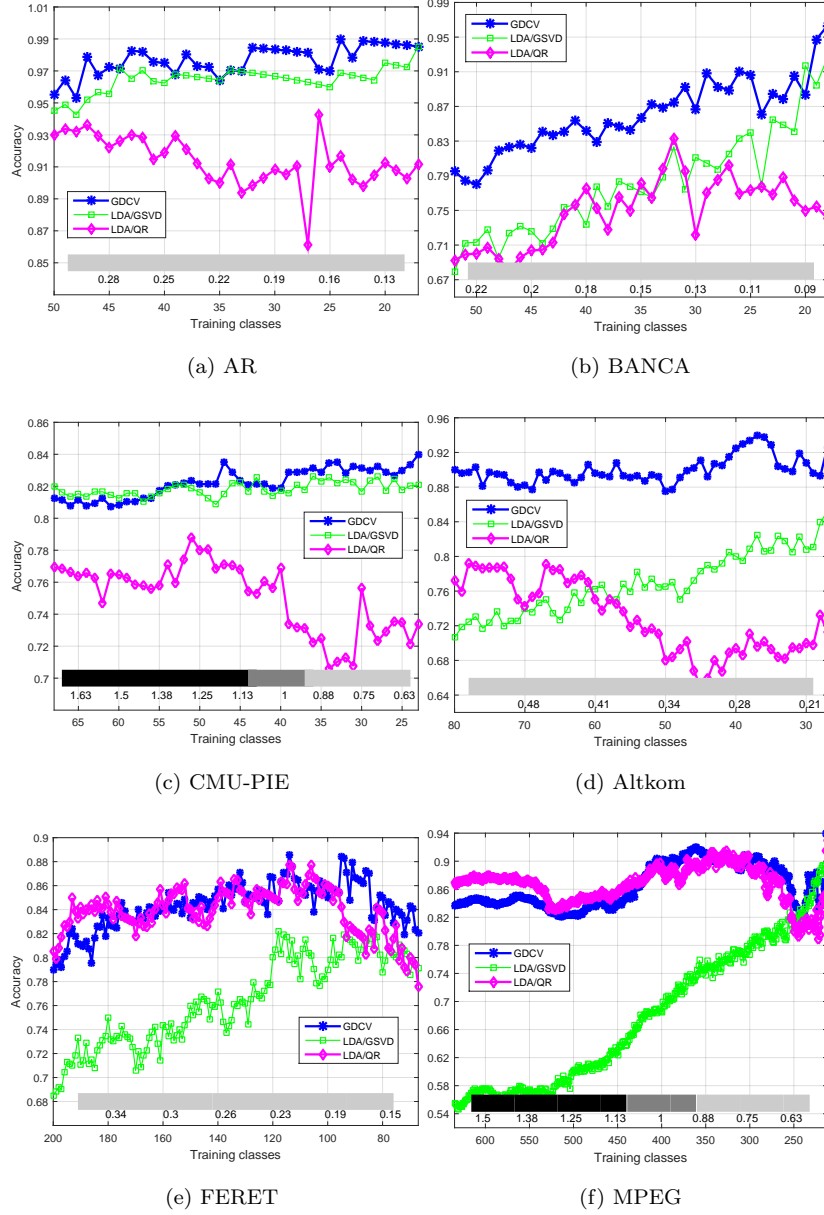 1.01
0.99
0.97
0.95
0.93
0.91
0.89
0.87
0.85
Accuracy
GDCV
LDA/GSVD
LDA/QR
0.28 0.25 0.22 0.19 0.16 0.13
50 45 40 35 30 25 20
Training classes
(a) AR
0.99
0.95
0.91
0.87
0.83
0.79
0.75
0.71
0.67
GDCV
LDA/GSVD
LDA/QR
0.22 0.2 0.18 0.15 0.13 0.11 0.09
50 45 40 35 30 25 20
Training classes
(b) BANCA
0.86
0.84
0.82
0.8
0.78
0.76
0.74
0.72
0.7
Accuracy
GDCV
LDA/GSVD
LDA/QR
1.63 1.5 1.38 1.25 1.13 1 0.88 0.75 0.63
65 60 55 50 45 40 35 30 25
Training classes
(c) CMU-PIE
0.96
0.92
0.88
0.84
0.8
0.76
0.72
0.68
0.64
GDCV
LDA/GSVD
LDA/QR
0.48 0.41 0.34 0.28 0.21
80 70 60 50 40 30
Training classes
(d) Altkom
0.9
0.88
0.86
0.84
0.82
0.8
0.78
0.76
0.74
0.72
0.7
0.68
Accuracy
GDCV
LDA/GSVD
LDA/QR
0.34 0.3 0.26 0.23 0.19 0.15
200 180 160 140 120 100 80
Training classes
(e) FERET
0.94
0.9
0.86
0.82
0.78
0.74
0.7
0.66
0.62
0.58
0.54
GDCV
LDA/GSVD
LDA/QR
1.5 1.38 1.25 1.13 1 0.88 0.75 0.63
600 550 500 450 400 350 300 250
Training classes
(f) MPEG